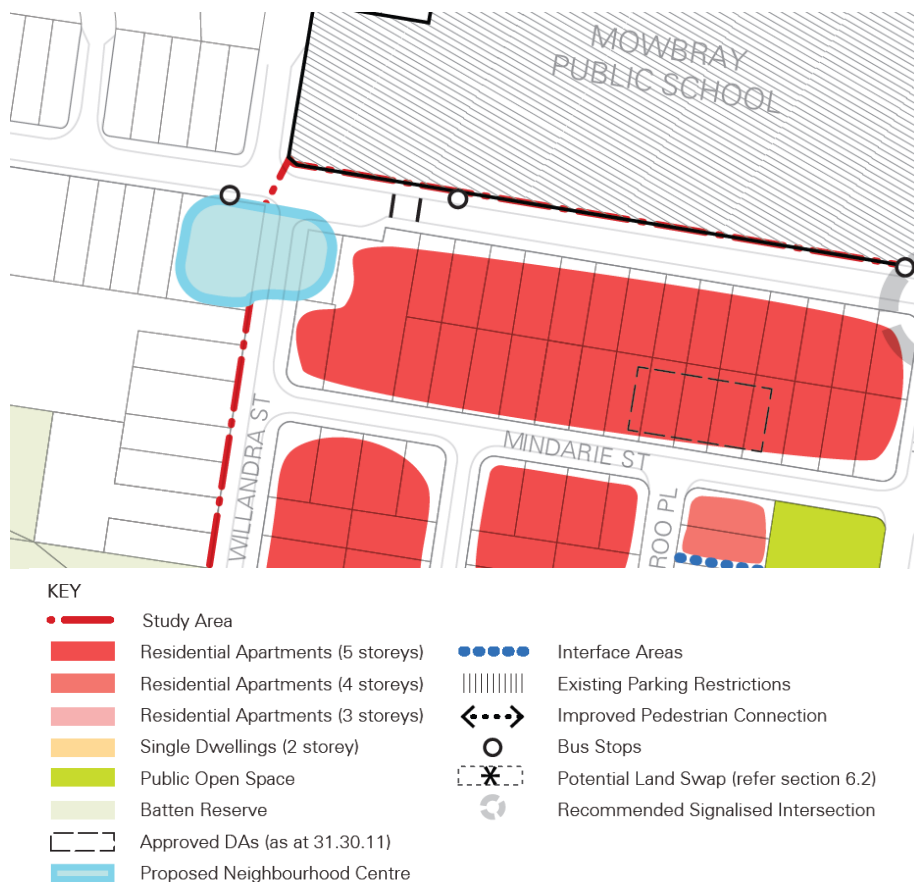 MOWBRAY
PUBLIC SCHOOL
MINDARIE ST
WILLANDRA ST
ROO PL
KEY
Study Area
Residential Apartments (5 storeys)
Residential Apartments (4 storeys)
Residential Apartments (3 storeys)
Single Dwellings (2 storey)
Public Open Space
Batten Reserve
Approved DAs (as at 31.30.11)
Proposed Neighbourhood Centre
Interface Areas
Existing Parking Restrictions
Improved Pedestrian Connection
Bus Stops
Potential Land Swap (refer section 6.2)
Recommended Signalised Intersection